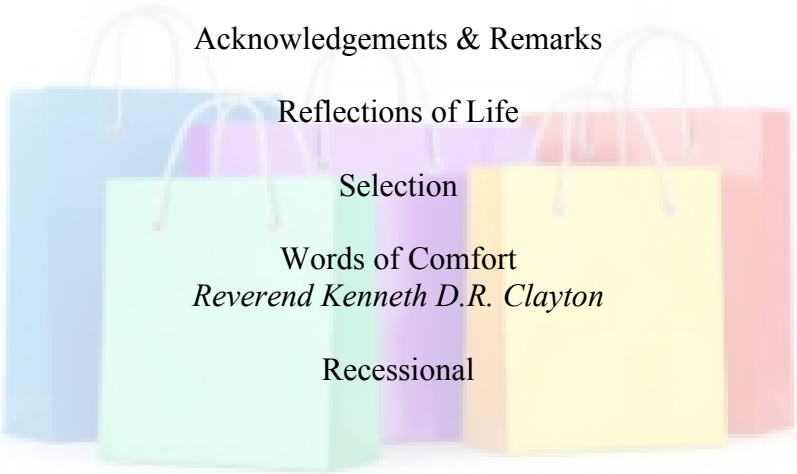 Acknowledgements & Remarks
Reflections of Life
Selection
Words of Comfort
Reverend Kenneth D.R. Clayton
Recessional